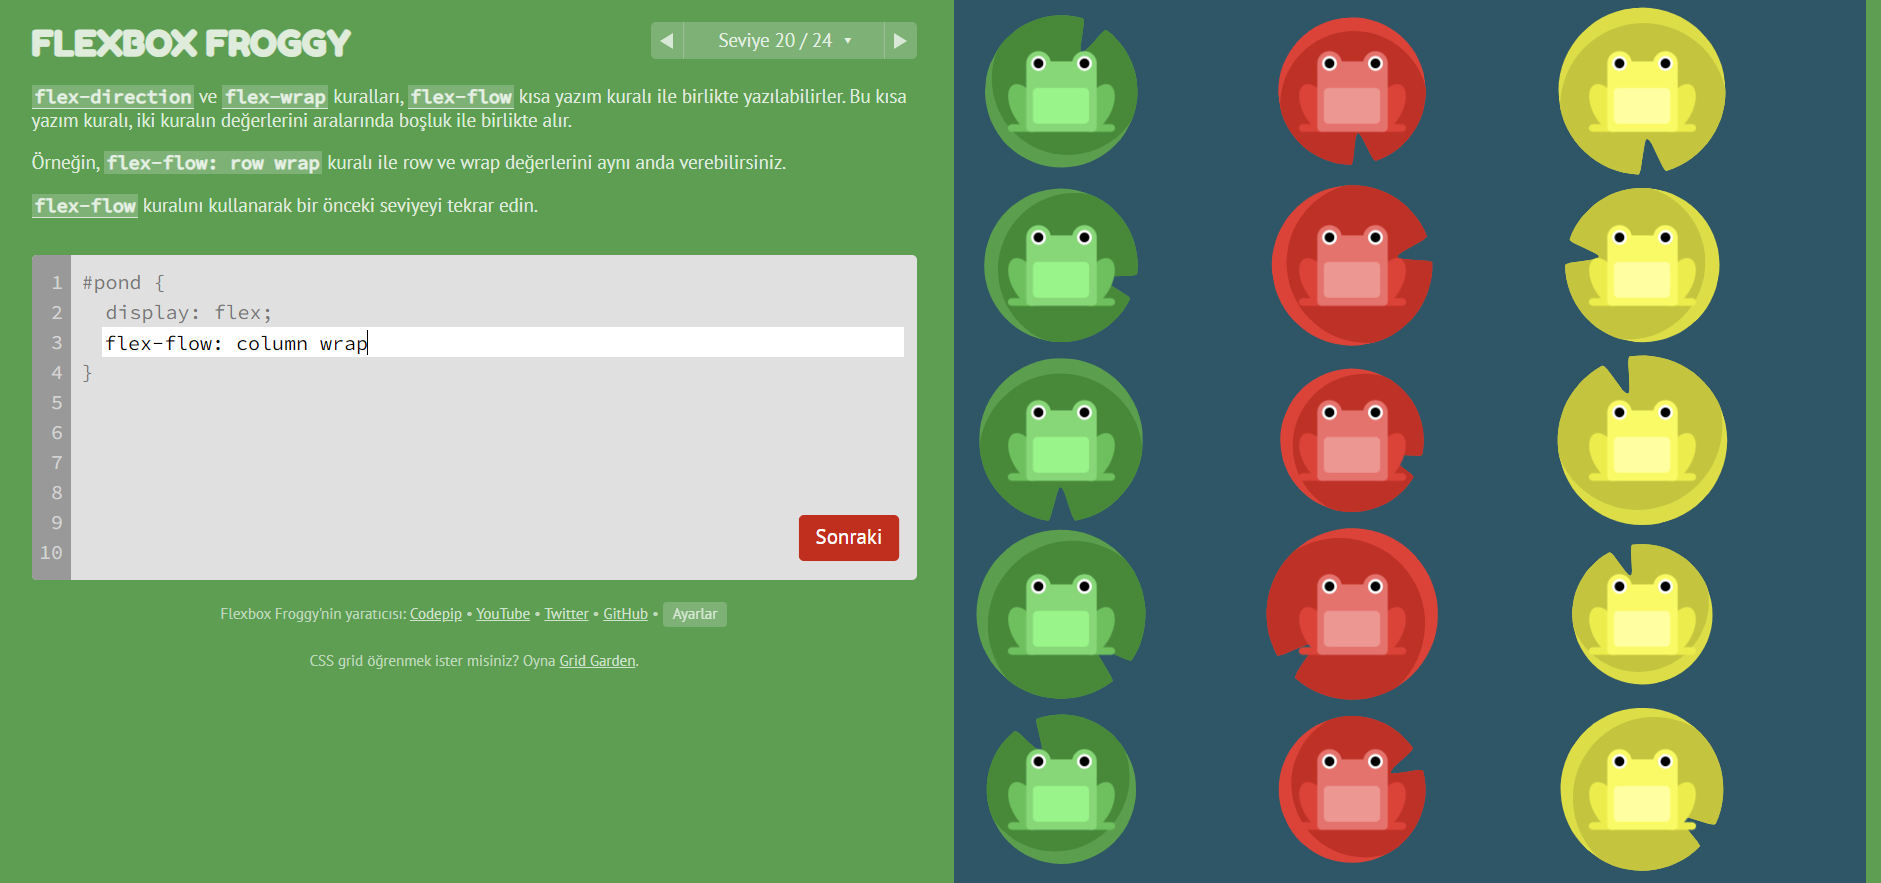 FLEXBOX FROGGY
Seviye 20 / 24
flex-direction ve flex-wrap kuralları, flex-flow kısa yazım kuralı ile birlikte yazılabilirler. Bu kısa
yazım kuralı, iki kuralın değerlerini aralarında boşluk ile birlikte alır.
Örneğin, flex-flow: row wrap kuralı ile row ve wrap değerlerini aynı anda verebilirsiniz.
flex-flow kuralını kullanarak bir önceki seviyeyi tekrar edin.
1 #pond {
2 display: flex;
3 flex-flow: column wrap
4 }
5
6
7
8
9
10
Sonraki
Flexbox Froggy'nin yaratıcısı: Codepip • YouTube • Twitter • GitHub • Ayarlar
CSS grid öğrenmek ister misiniz? Oyna Grid Garden.